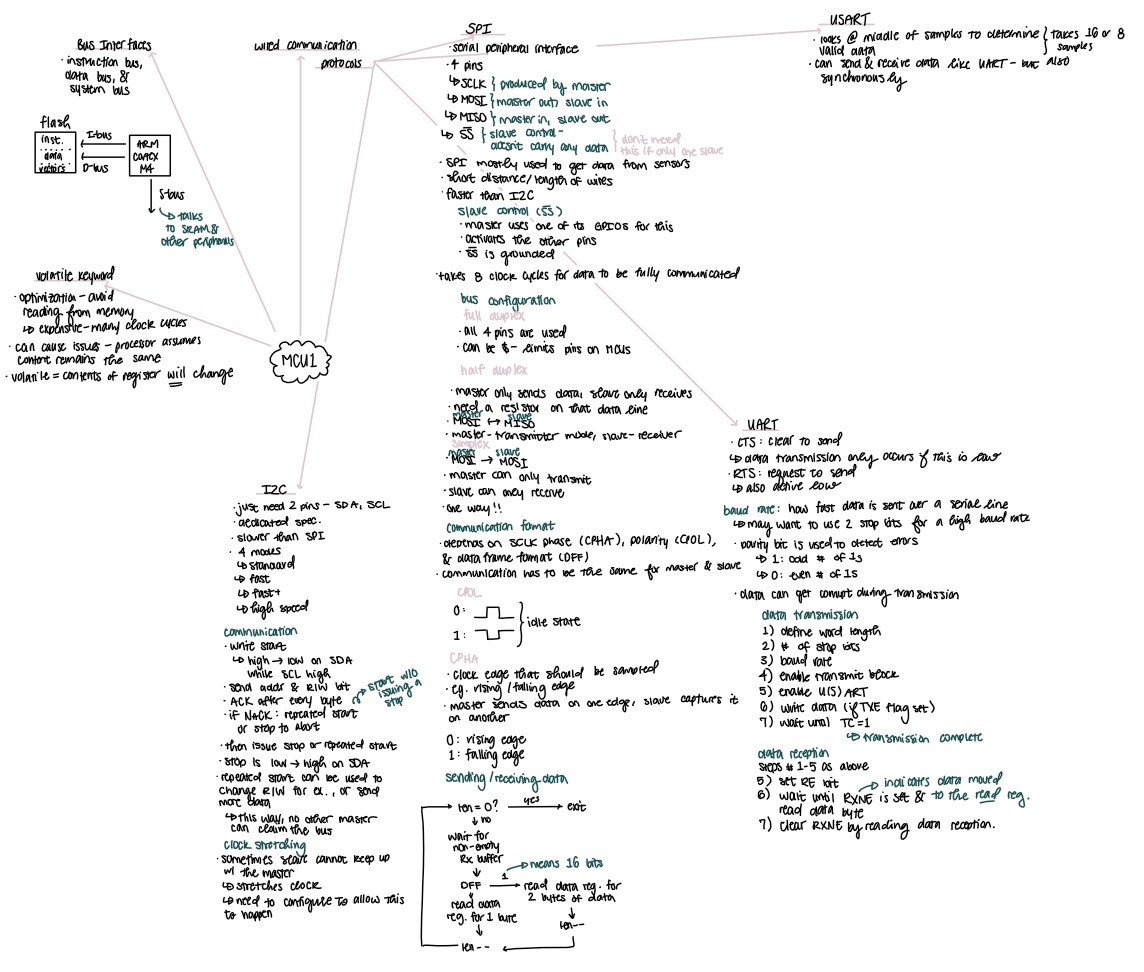 MCU1
Bus Interfaces
· instruction bus,
data bus, &
system bus
flash
inst.
data
vectors
I-bus
D-bus
ARM
CORTEX
M4
S-bus
↳ talks
to SRAM &
other peripherals
volatile keyword
· optimization - avoid
reading from memory
↳ expensive - many clock cycles
· can cause issues - processor assumes
content remains the same
· volatile = contents of register will change
wired communication
protocols
SPI
· serial peripheral interface
· 4 pins
↳ SCLK } produced by master
↳ MOSI } master out, slave in
↳ MISO } master in, slave out
↳ SS } slave control -
doesn't carry any data
} don't need
this if only one slave
· SPI mostly used to get data from sensors
· short distance/length of wires
· faster than I2C
slave control (SS)
· master uses one of its GPIOS for this
· activates the other pins
· SS is grounded
· takes 8 clock cycles for data to be fully communicated
bus configuration
full duplex
· all 4 pins are used
· can be $ - limits pins on MCUs
half duplex
· master only sends data, slave only receives
· need a resistor on that data line
master slave
· MOSI ↔ MISO
· master-transmitter mode, slave-receiver
simplex
master slave
· MOSI → MOSI
· master can only transmit
· slave can only receive
· one way!!
communication format
· depends on SCLK phase (CPHA), polarity (CPOL),
& data frame format (DFF)
· communication has to be the same for master & slave
CPOL
0:
1:
} idle state
CPHA
· clock edge that should be sampled
· eg. rising/falling edge
· master sends data on one edge, slave captures it
on another
0: rising edge
1: falling edge
sending/receiving data
len = 0? yes → exit
↓ no
wait for
non-empty
Rx buffer
↓
DFF 1 → read data reg. for
2 bytes of data
→ means 16 bits
↓
read data
reg. for 1 byte
↓
len--
↓
len--
USART
· looks @ middle of samples to determine } takes 16 or 8
valid data samples
· can send & receive data like UART - but also
synchronously
UART
· CTS: clear to send
↳ data transmission only occurs if this is low
· RTS: request to send
↳ also active low
baud rate: how fast data is sent over a serial line
↳ may want to use 2 stop bits for a high baud rate
· parity bit is used to detect errors
↳ 1: odd # of 1s
↳ 0: even # of 1s
· data can get corrupt during transmission
data transmission
1) define word length
2) # of stop bits
3) baud rate
4) enable transmit block
5) enable U(S)ART
6) write data (if TXE flag set)
7) wait until TC=1
↳ transmission complete
data reception
steps # 1-5 as above
5) set RE bit
→ indicates data moved
6) wait until RXNE is set & to the read reg.
read data byte
7) clear RXNE by reading data reception.
I2C
· just need 2 pins - SDA, SCL
· dedicated spec.
· slower than SPI
· 4 modes
↳ standard
↳ fast
↳ fast+
↳ high speed
communication
· write start
↳ high → low on SDA
while SCL high
· send addr & R/W bit
· ACK after every byte
→ start w/o
issuing a
stop
· if NACK: repeated start
or stop to abort
· then issue stop or repeated start
· stop is low → high on SDA
· repeated start can be used to
change R/W for ex., or send
more data
↳ this way, no other master
can claim the bus
clock stretching
· sometimes slave cannot keep up
w/ the master
↳ stretches clock
↳ need to configure to allow this
to happen